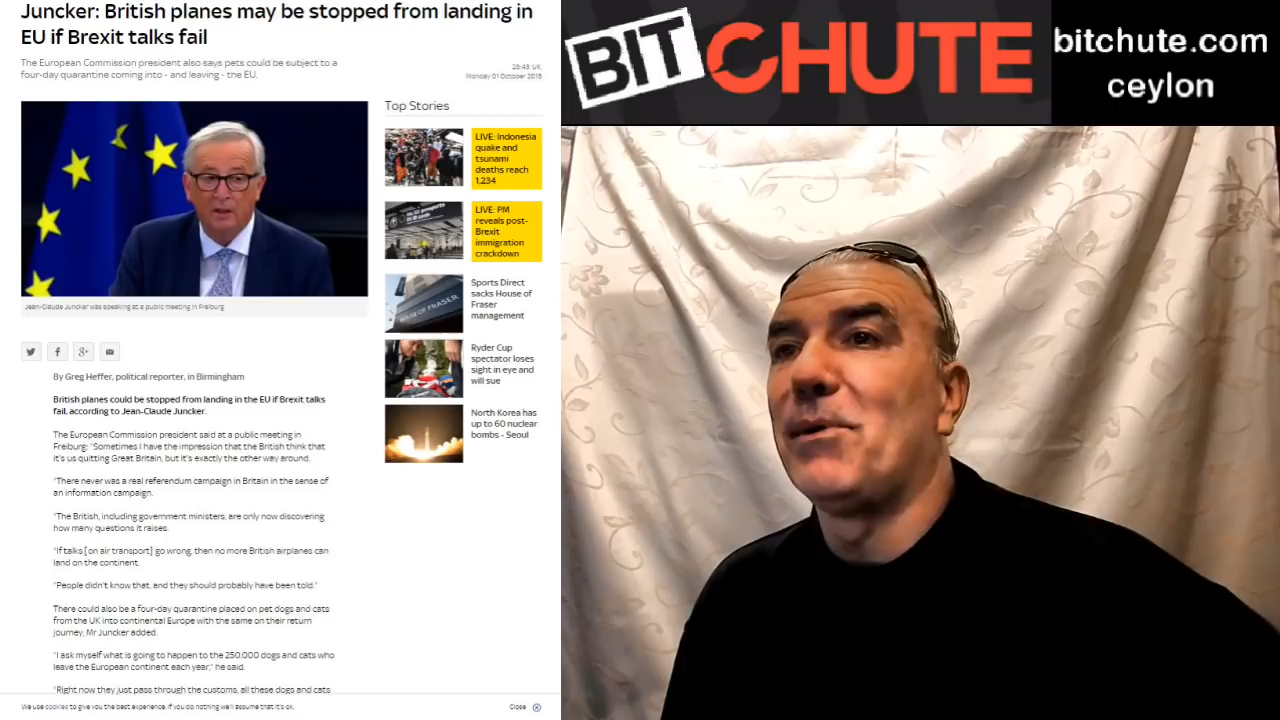 Juncker: British planes may be stopped from landing in
EU if Brexit talks fail
The European Commission president also says pets could be subject to a
four-day quarantine coming into - and leaving - the EU.
23:43, UK,
Monday 01 October 2018
Jean-Claude Juncker was speaking at a public meeting in Freiburg
By Greg Heffer, political reporter, in Birmingham
British planes could be stopped from landing in the EU if Brexit talks
fail, according to Jean-Claude Juncker.
The European Commission president said at a public meeting in
Freiburg: "Sometimes I have the impression that the British think that
it's us quitting Great Britain, but it's exactly the other way around.
"There never was a real referendum campaign in Britain in the sense of
an information campaign.
"The British, including government ministers, are only now discovering
how many questions it raises.
"If talks [on air transport] go wrong, then no more British airplanes can
land on the continent.
"People didn't know that, and they should probably have been told."
There could also be a four-day quarantine placed on pet dogs and cats
from the UK into continental Europe with the same on their return
journey, Mr Juncker added.
"I ask myself what is going to happen to the 250,000 dogs and cats who
leave the European continent each year," he said.
"Right now they just pass through the customs, all these dogs and cats
Top Stories
LIVE: Indonesia
quake and
tsunami
deaths reach
1,234
LIVE: PM
reveals post-
Brexit
immigration
crackdown
HOUSE OF FRASER
Sports Direct
sacks House of
Fraser
management
Ryder Cup
spectator loses
sight in eye and
will sue
North Korea has
up to 60 nuclear
bombs - Seoul
We use cookies to give you the best experience. If you do nothing we'll assume that it's ok.
Close
BITCHUTE
bitchute.com
ceylon